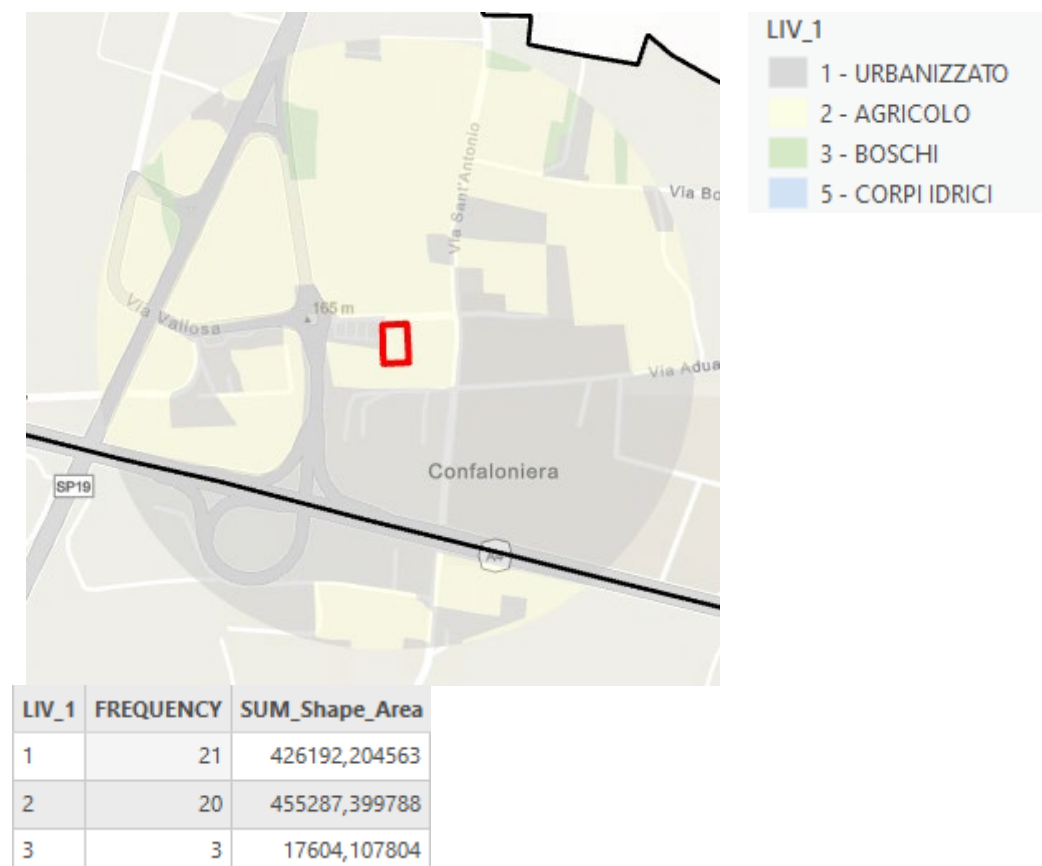 LIV_1
1 - URBANIZZATO
2 - AGRICOLO
3 - BOSCHI
5 - CORPI IDRICI
Via Sant'Antonio
Via Bo
165 m
Via Vallosa
Via Adua
Confaloniera
SP19
A4
LIV_1 FREQUENCY SUM_Shape_Area
1 21 426192,204563
2 20 455287,399788
3 3 17604,107804